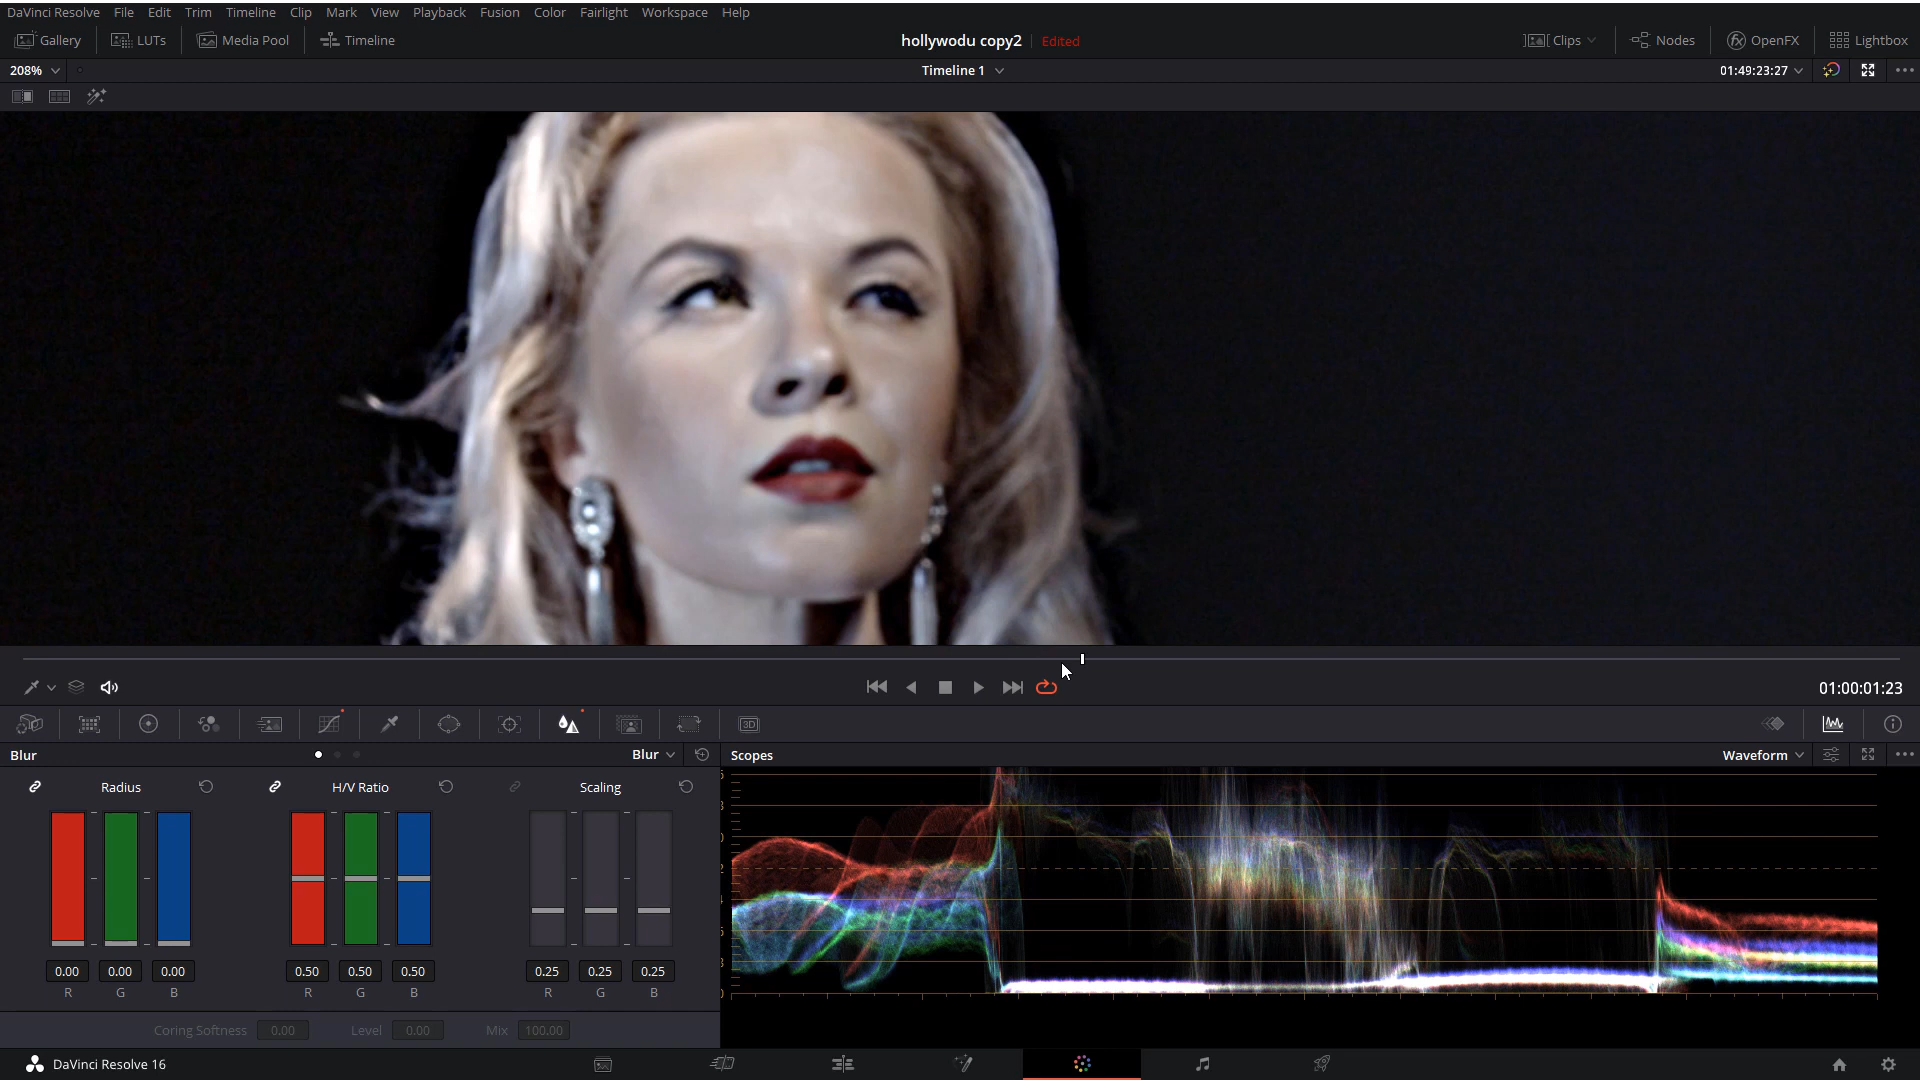 DaVinci Resolve File Edit Trim Timeline Clip Mark View Playback Fusion Color Fairlight Workspace Help
Gallery LUTs Media Pool Timeline hollywodu copy2 Edited Clips Nodes OpenFX Lightbox
208% Timeline 1 01:49:23:27
01:00:01:23
3D
Blur Blur Scopes Waveform
Radius H/V Ratio Scaling
0.00 0.00 0.00 0.50 0.50 0.50 0.25 0.25 0.25
R G B R G B R G B
Coring Softness 0.00 Level 0.00 Mix 100.00
DaVinci Resolve 16